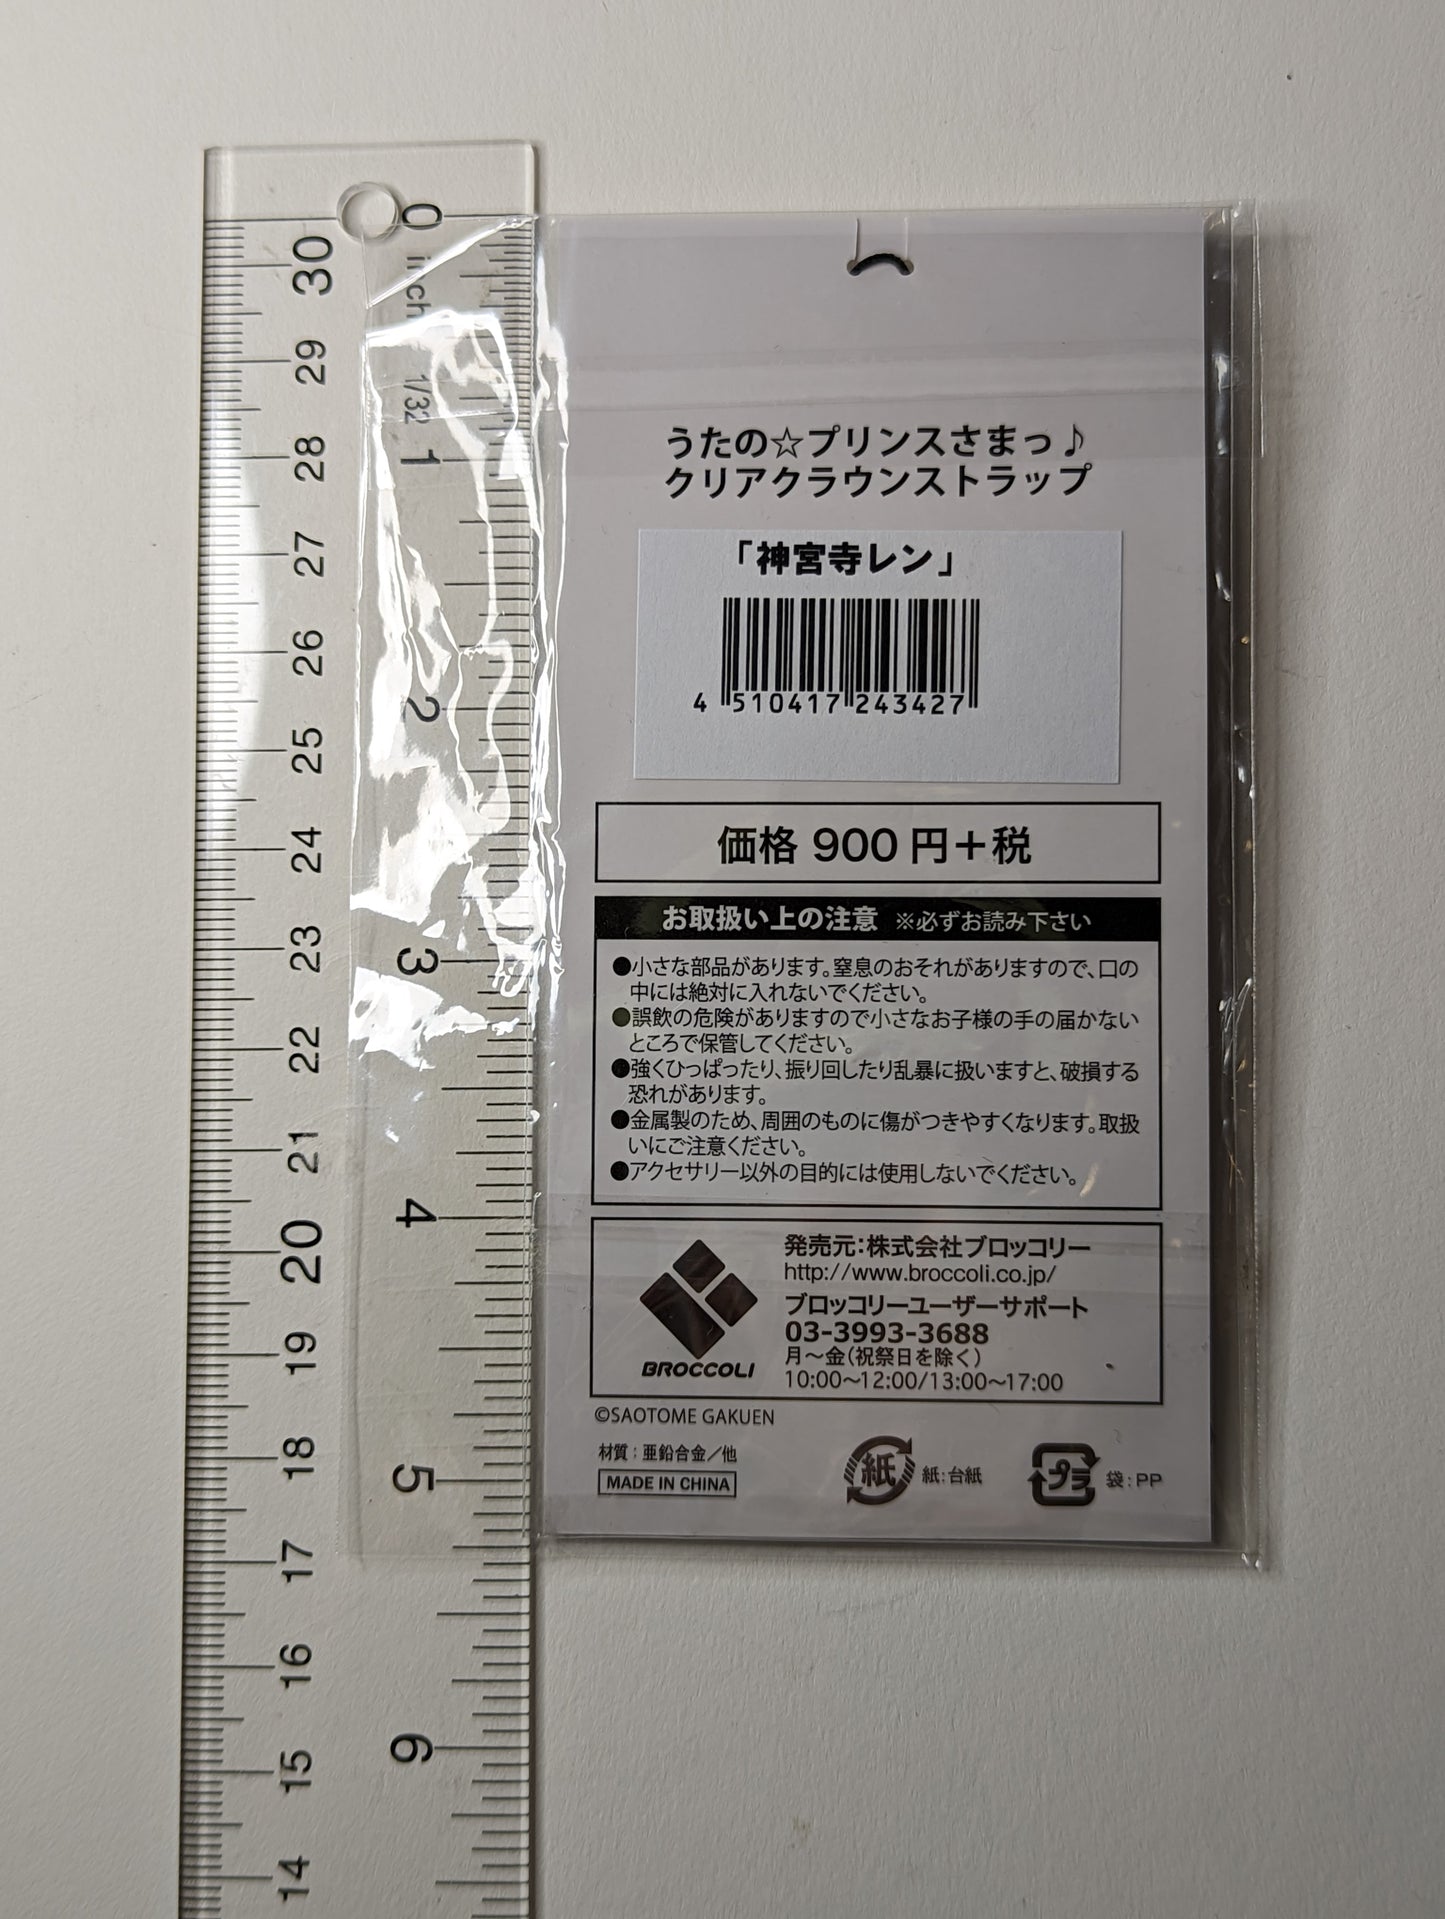 0
inch
1/32
1
2
3
4
5
6
30
29
28
27
26
25
24
23
22
21
20
19
18
17
16
15
14
うたの☆プリンスさまっ♪
クリアクラウンストラップ
「神宮寺レン」
4 510417 243427
価格 900 円＋税
お取扱い上の注意 ※必ずお読み下さい
●小さな部品があります。窒息のおそれがありますので、口の
中には絶対に入れないでください。
●誤飲の危険がありますので小さなお子様の手の届かない
ところで保管してください。
●強くひっぱったり、振り回したり乱暴に扱いますと、破損する
恐れがあります。
●金属製のため、周囲のものに傷がつきやすくなります。取扱
いにご注意ください。
●アクセサリー以外の目的には使用しないでください。
BROCCOLI
発売元：株式会社ブロッコリー
http://www.broccoli.co.jp/
ブロッコリーユーザーサポート
03-3993-3688
月～金（祝祭日を除く）
10:00～12:00/13:00～17:00
©SAOTOME GAKUEN
材質：亜鉛合金／他
MADE IN CHINA
紙 紙：台紙
プラ 袋：PP